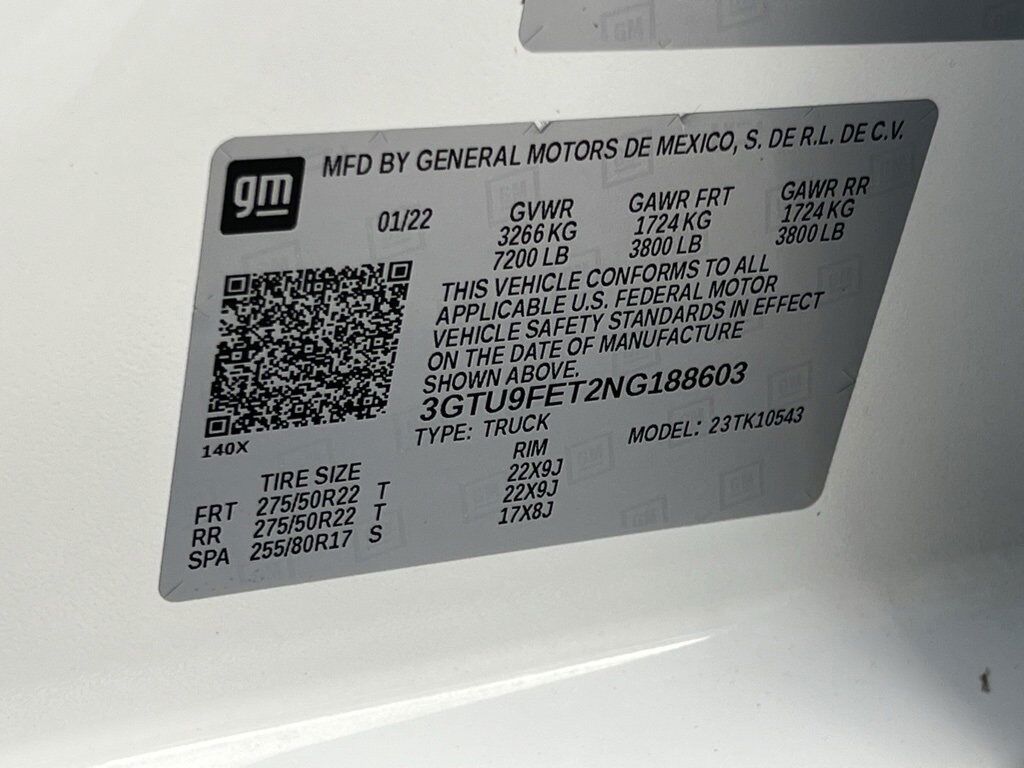 gm
MFD BY GENERAL MOTORS DE MEXICO, S. DE R.L. DE C.V.
01/22 GVWR GAWR FRT GAWR RR
3266 KG 1724 KG 1724 KG
7200 LB 3800 LB 3800 LB
THIS VEHICLE CONFORMS TO ALL
APPLICABLE U.S. FEDERAL MOTOR
VEHICLE SAFETY STANDARDS IN EFFECT
ON THE DATE OF MANUFACTURE
SHOWN ABOVE.
3GTU9FET2NG188603
TYPE: TRUCK MODEL: 23TK10543
140X
TIRE SIZE RIM
FRT 275/50R22 T 22X9J
RR 275/50R22 T 22X9J
SPA 255/80R17 S 17X8J